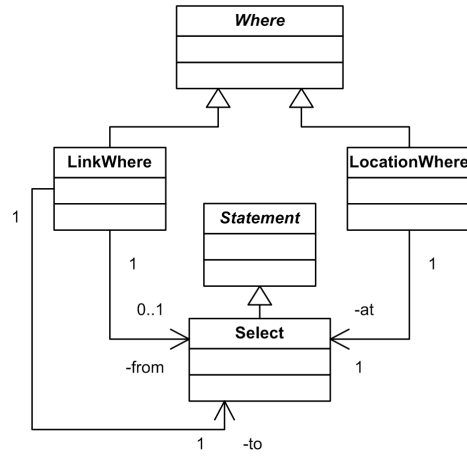 Where
LinkWhere
LocationWhere
1
Statement
1
1
0..1
-at
Select
-from
1
1
-to